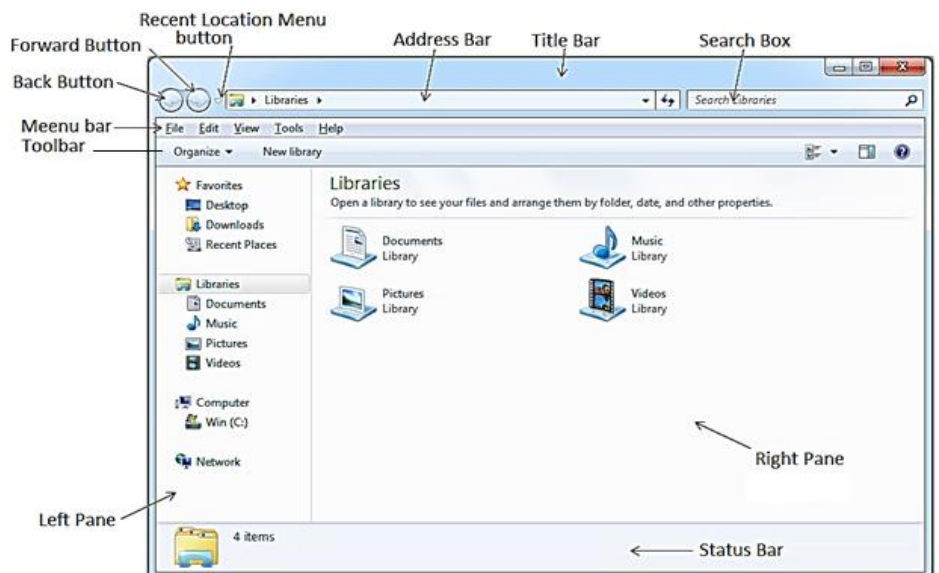 Recent Location Menu
button
Forward Button
Address Bar
Title Bar
Search Box
Back Button
Libraries
Search Libraries
Meenu bar
File Edit View Tools Help
Toolbar
Organize
New library
Favorites
Desktop
Downloads
Recent Places
Libraries
Documents
Music
Pictures
Videos
Computer
Win (C:)
Network
Libraries
Open a library to see your files and arrange them by folder, date, and other properties.
Documents
Library
Music
Library
Pictures
Library
Videos
Library
Right Pane
Left Pane
4 items
Status Bar